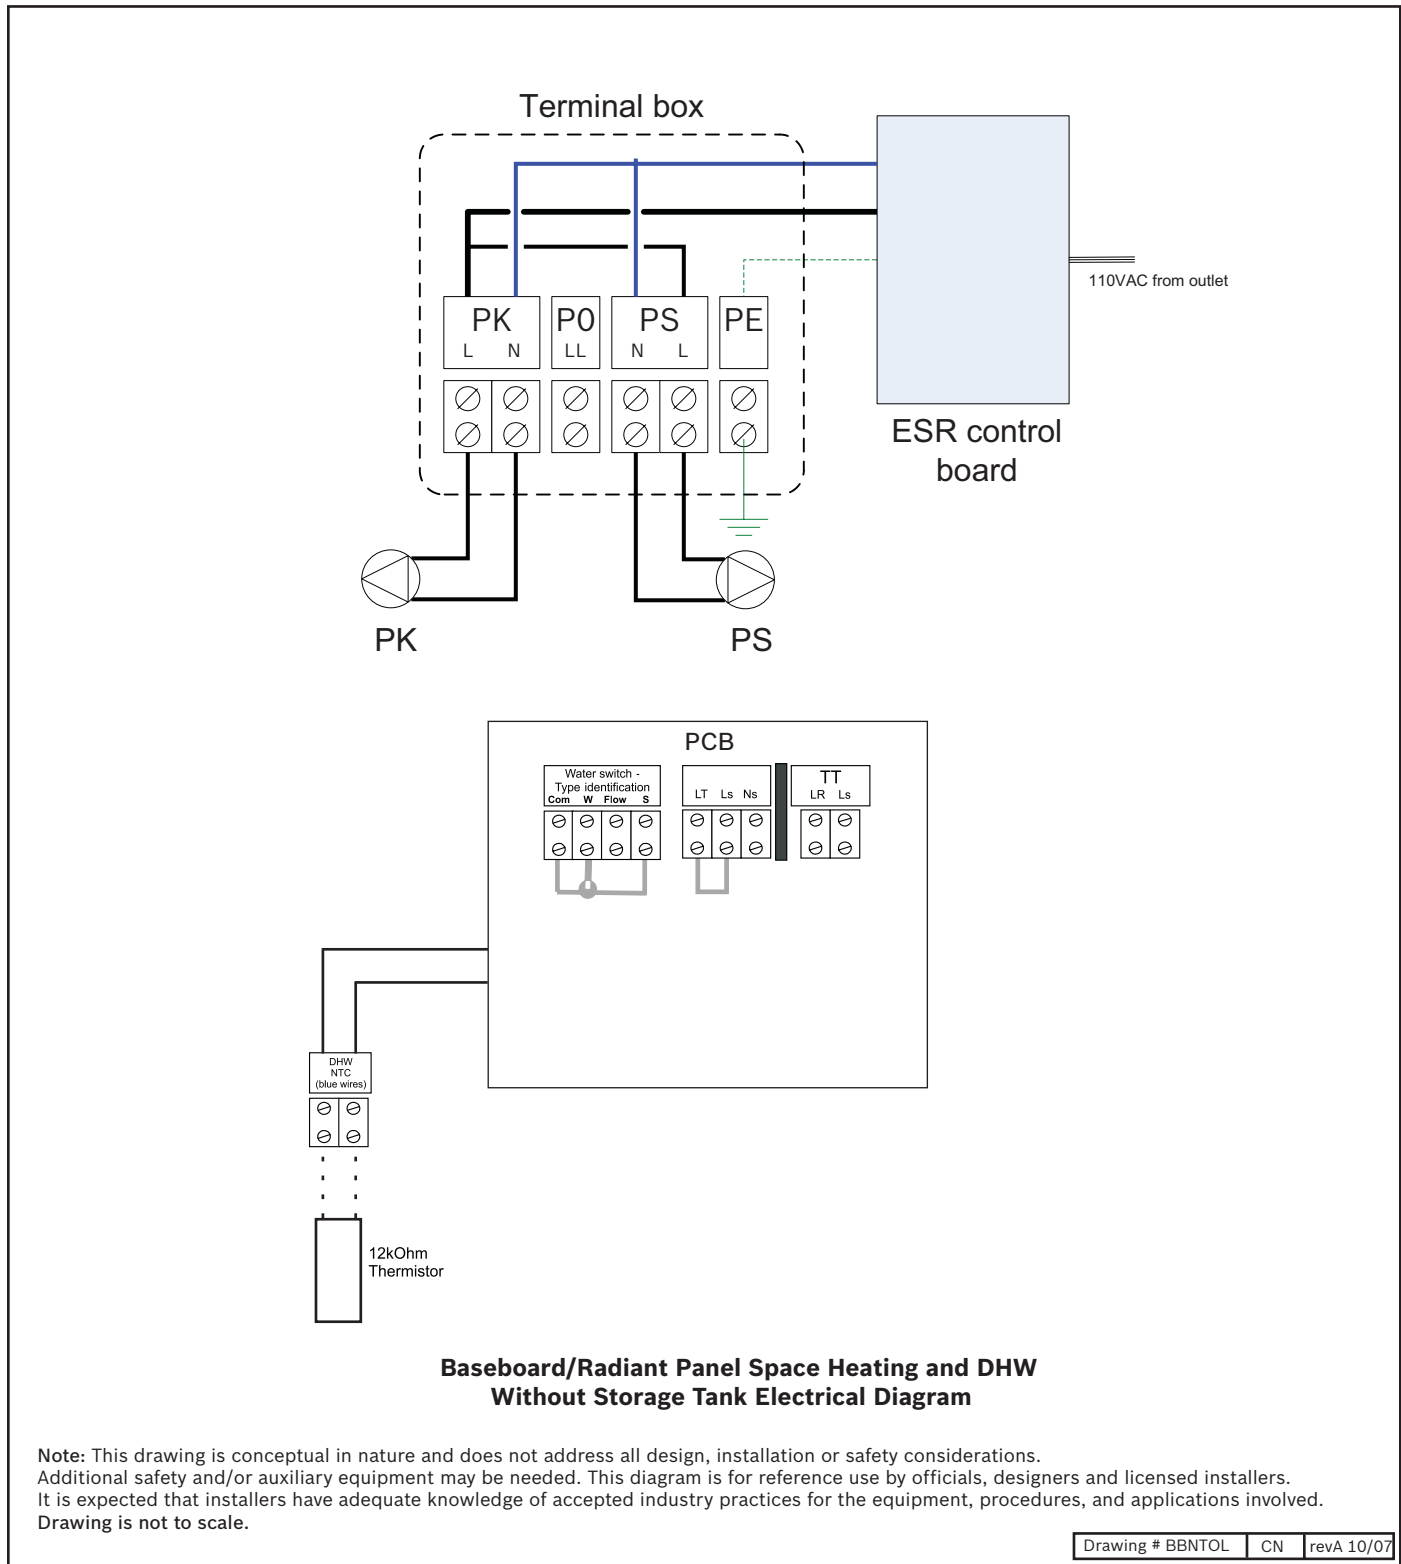 Terminal box
110VAC from outlet
PK
L N
P0
LL
PS
N L
PE
ESR control
board
PK
PS
PCB
Water switch -
Type identification
Com W Flow S
LT Ls Ns
TT
LR Ls
DHW
NTC
(blue wires)
12kOhm
Thermistor
Baseboard/Radiant Panel Space Heating and DHW
Without Storage Tank Electrical Diagram
Note: This drawing is conceptual in nature and does not address all design, installation or safety considerations.
Additional safety and/or auxiliary equipment may be needed. This diagram is for reference use by officials, designers and licensed installers.
It is expected that installers have adequate knowledge of accepted industry practices for the equipment, procedures, and applications involved.
Drawing is not to scale.
Drawing # BBNTOL CN revA 10/07